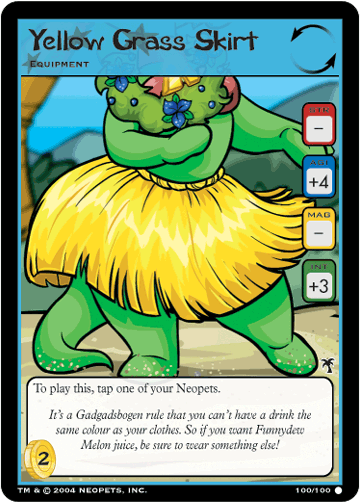 Yellow Grass Skirt
EQUIPMENT
STR
–
AGI
+4
MAG
–
INT
+3
To play this, tap one of your Neopets.
It's a Gadgadsbogen rule that you can't have a drink the
same colour as your clothes. So if you want Funnydew
Melon juice, be sure to wear something else!
2
TM & © 2004 NEOPETS, INC.
100/100